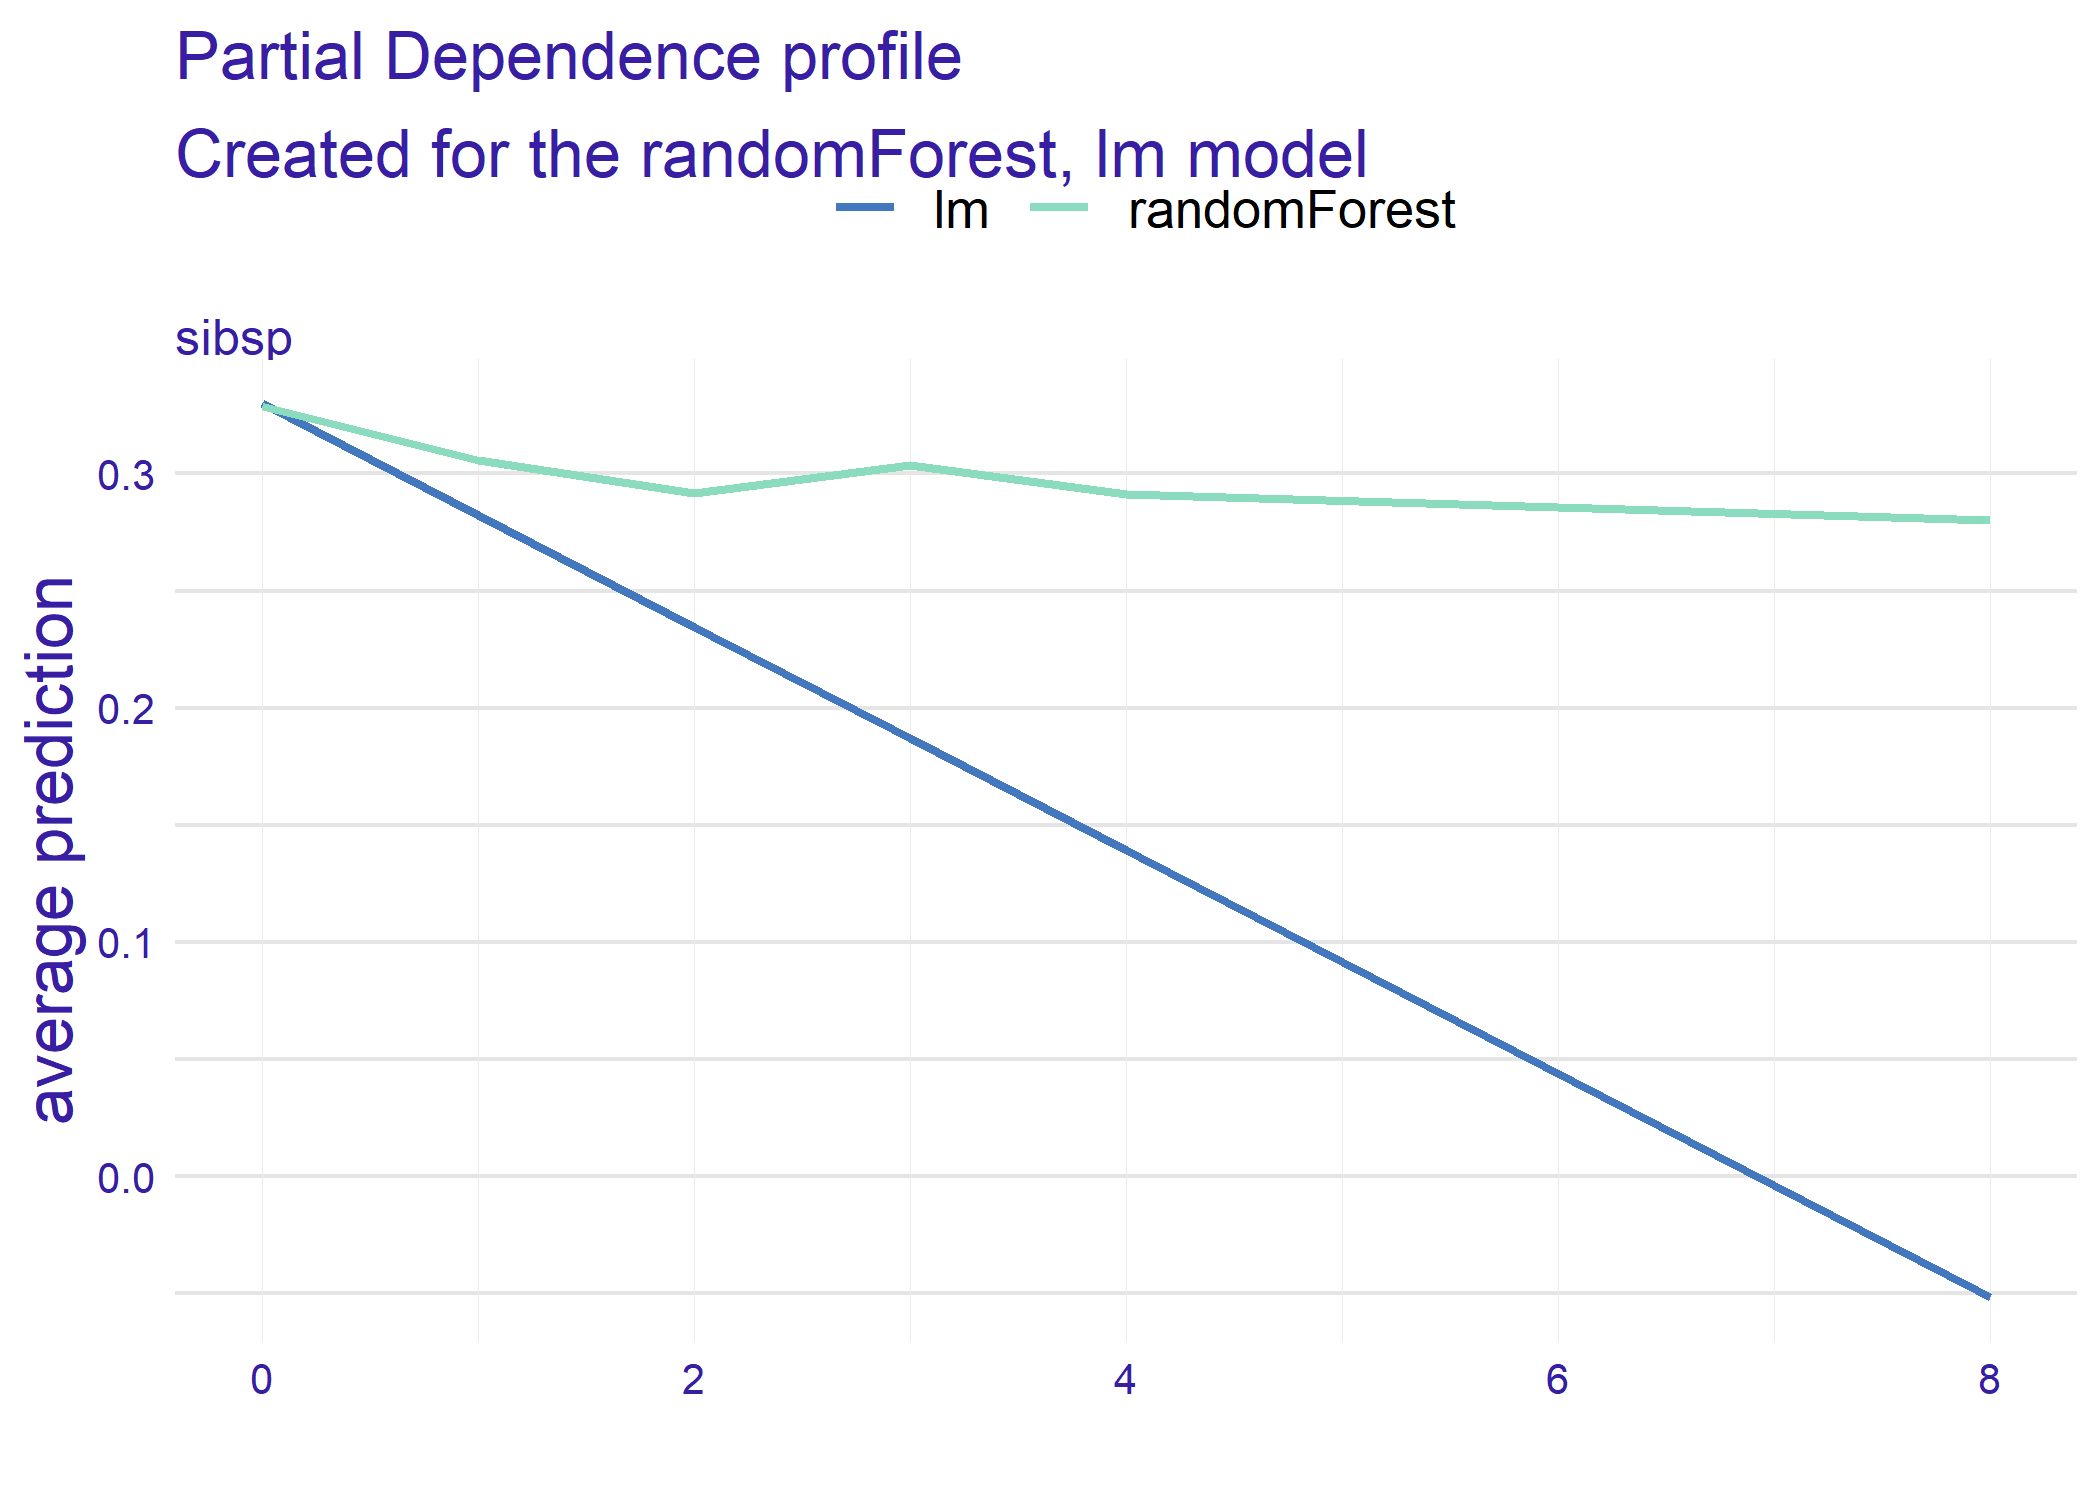 Partial Dependence profile
Created for the randomForest, lm model
lm randomForest
sibsp
average prediction
0.3
0.2
0.1
0.0
0 2 4 6 8